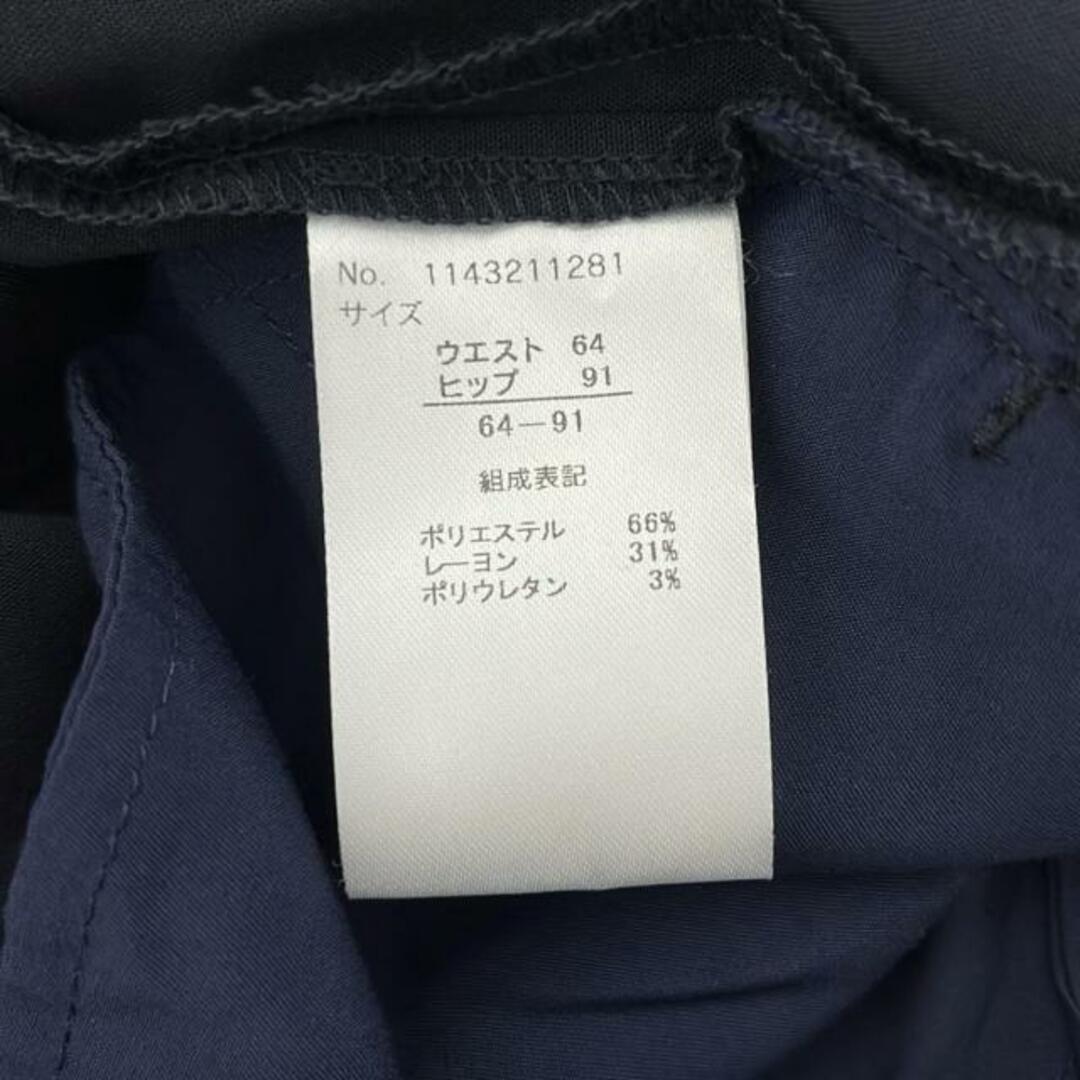 No. 1143211281
サイズ
ウエスト 64
ヒップ 91
64−91
組成表記
ポリエステル 66%
レーヨン 31%
ポリウレタン 3%